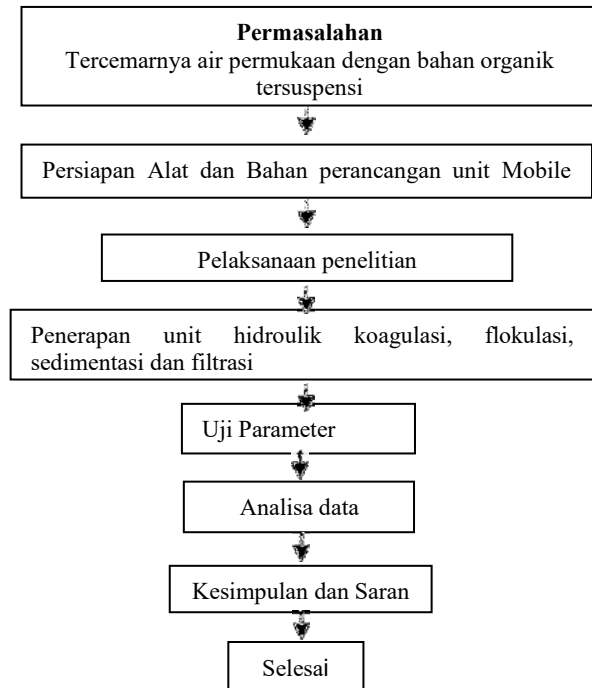 Permasalahan
Tercemarnya air permukaan dengan bahan organik
tersuspensi
Persiapan Alat dan Bahan perancangan unit Mobile
Pelaksanaan penelitian
Penerapan unit hidroulik koagulasi, flokulasi,
sedimentasi dan filtrasi
Uji Parameter
Analisa data
Kesimpulan dan Saran
Selesai